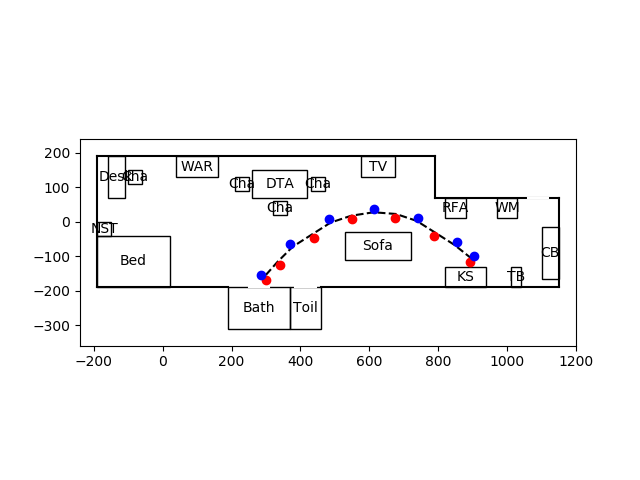 200
100
0
−100
−200
−300
WAR
TV
Desk
Cha
Cha
DTA
Cha
Cha
RFA
WM
NST
Bed
Sofa
CB
KS
TB
Bath
Toil
−200
0
200
400
600
800
1000
1200